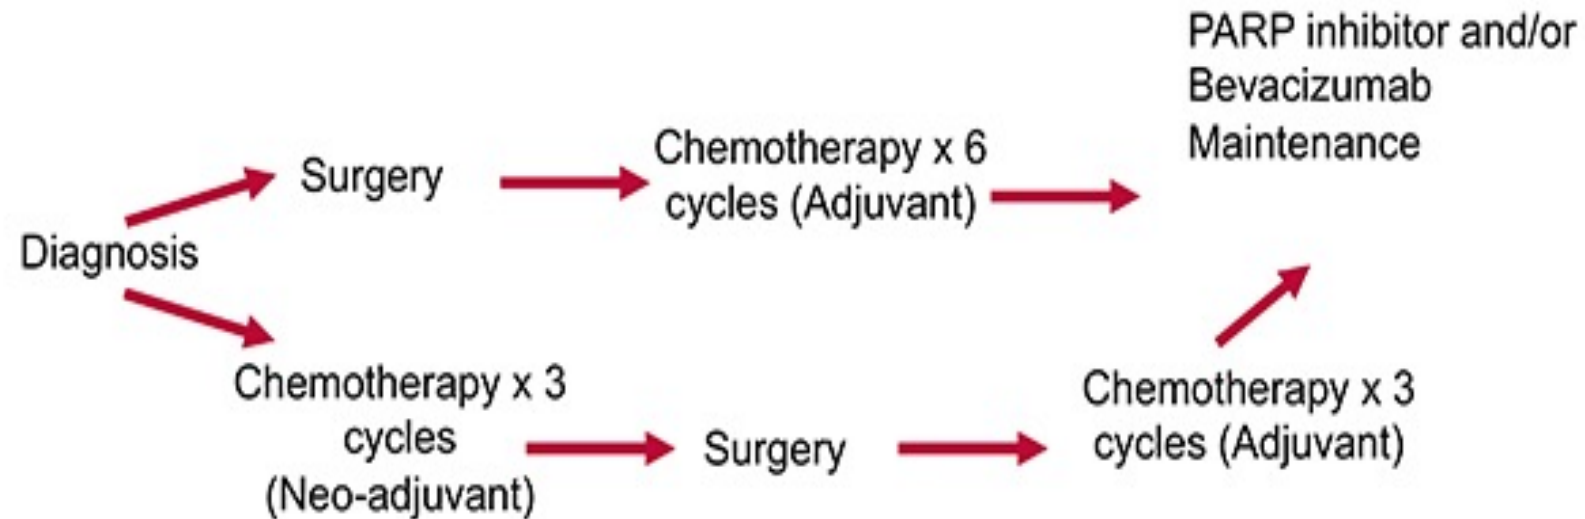 PARP inhibitor and/or
Bevacizumab
Maintenance
Diagnosis
Surgery
Chemotherapy x 6
cycles (Adjuvant)
Chemotherapy x 3
cycles
(Neo-adjuvant)
Surgery
Chemotherapy x 3
cycles (Adjuvant)